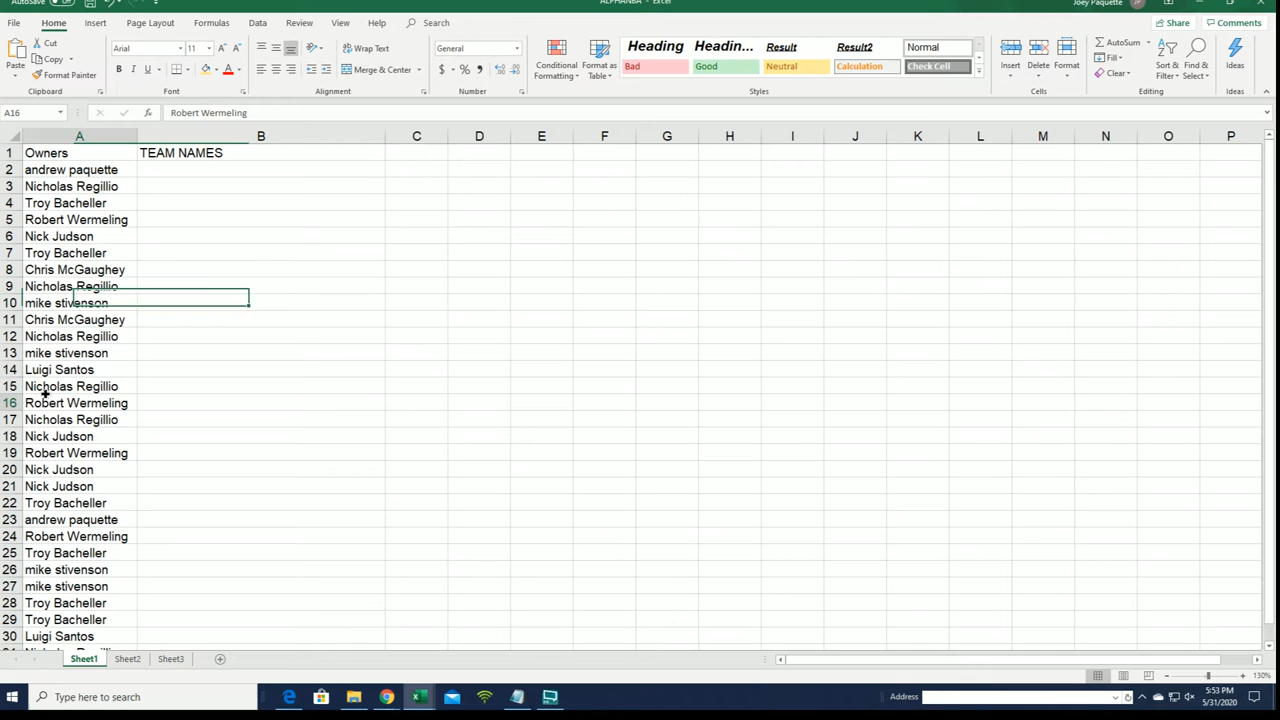 AutoSave
ALPHANBA - Excel
Joey Paquette
JP
File Home Insert Page Layout Formulas Data Review View Help Search
Share Comments
Paste
Cut
Copy
Format Painter
Clipboard
Arial 11
B I U
Font
Wrap Text
Merge & Center
Alignment
General
$ % ,
Number
Conditional Formatting
Format as Table
Heading Headin... Result Result2 Normal
Bad Good Neutral Calculation Check Cell
Styles
Insert Delete Format
Cells
AutoSum
Fill
Clear
Sort & Filter
Find & Select
Editing
Ideas
Ideas
A16 fx Robert Wermeling
A B C D E F G H I J K L M N O P
1 Owners TEAM NAMES
2 andrew paquette
3 Nicholas Regillio
4 Troy Bacheller
5 Robert Wermeling
6 Nick Judson
7 Troy Bacheller
8 Chris McGaughey
9 Nicholas Regillio
10 mike stivenson
11 Chris McGaughey
12 Nicholas Regillio
13 mike stivenson
14 Luigi Santos
15 Nicholas Regillio
16 Robert Wermeling
17 Nicholas Regillio
18 Nick Judson
19 Robert Wermeling
20 Nick Judson
21 Nick Judson
22 Troy Bacheller
23 andrew paquette
24 Robert Wermeling
25 Troy Bacheller
26 mike stivenson
27 mike stivenson
28 Troy Bacheller
29 Troy Bacheller
30 Luigi Santos
Sheet1 Sheet2 Sheet3
130%
Type here to search
Address
5:53 PM
5/31/2020